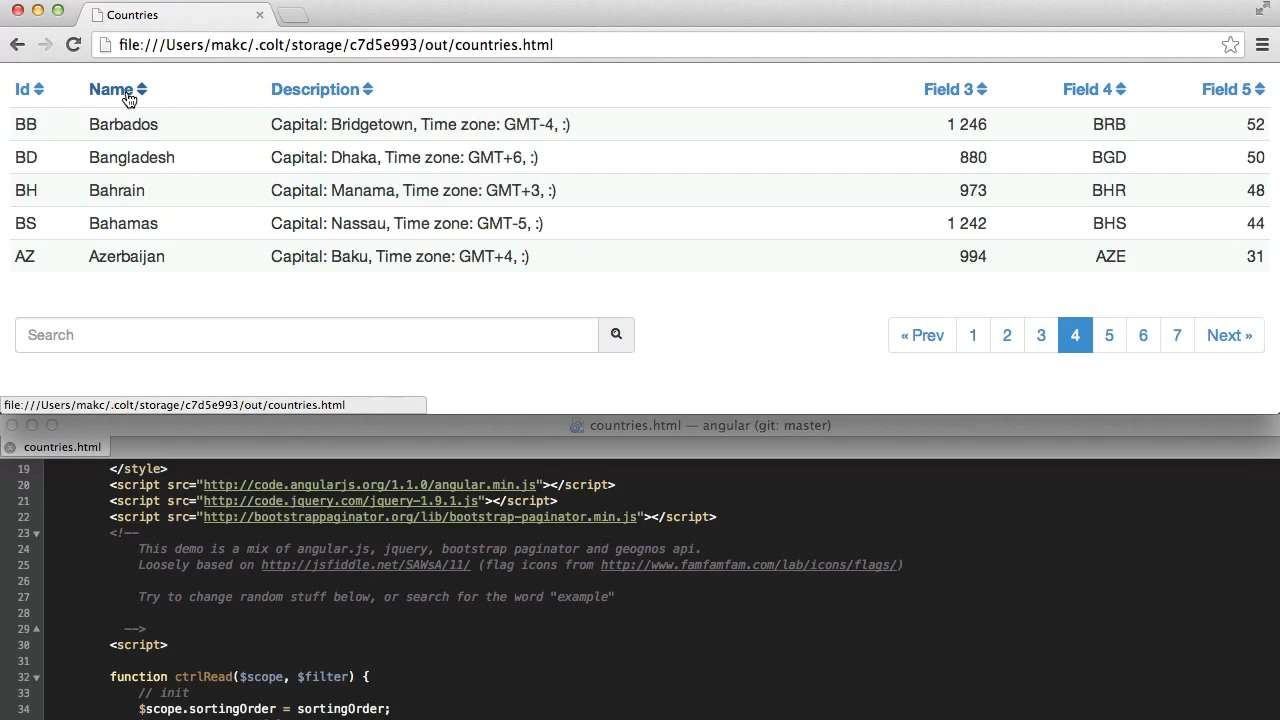 Countries
file:///Users/makc/.colt/storage/c7d5e993/out/countries.html
Id Name Description Field 3 Field 4 Field 5
BB Barbados Capital: Bridgetown, Time zone: GMT-4, :) 1 246 BRB 52
BD Bangladesh Capital: Dhaka, Time zone: GMT+6, :) 880 BGD 50
BH Bahrain Capital: Manama, Time zone: GMT+3, :) 973 BHR 48
BS Bahamas Capital: Nassau, Time zone: GMT-5, :) 1 242 BHS 44
AZ Azerbaijan Capital: Baku, Time zone: GMT+4, :) 994 AZE 31
Search « Prev 1 2 3 4 5 6 7 Next »
file:///Users/makc/.colt/storage/c7d5e993/out/countries.html
countries.html — angular (git: master)
countries.html
19 </style>
20 <script src="http://code.angularjs.org/1.1.0/angular.min.js"></script>
21 <script src="http://code.jquery.com/jquery-1.9.1.js"></script>
22 <script src="http://bootstrappaginator.org/lib/bootstrap-paginator.min.js"></script>
23 <!--
24 This demo is a mix of angular.js, jquery, bootstrap paginator and geognos api.
25 Loosely based on http://jsfiddle.net/SAWsA/11/ (flag icons from http://www.famfamfam.com/lab/icons/flags/)
26
27 Try to change random stuff below, or search for the word "example"
28
29 -->
30 <script>
31
32 function ctrlRead($scope, $filter) {
33 // init
34 $scope.sortingOrder = sortingOrder;